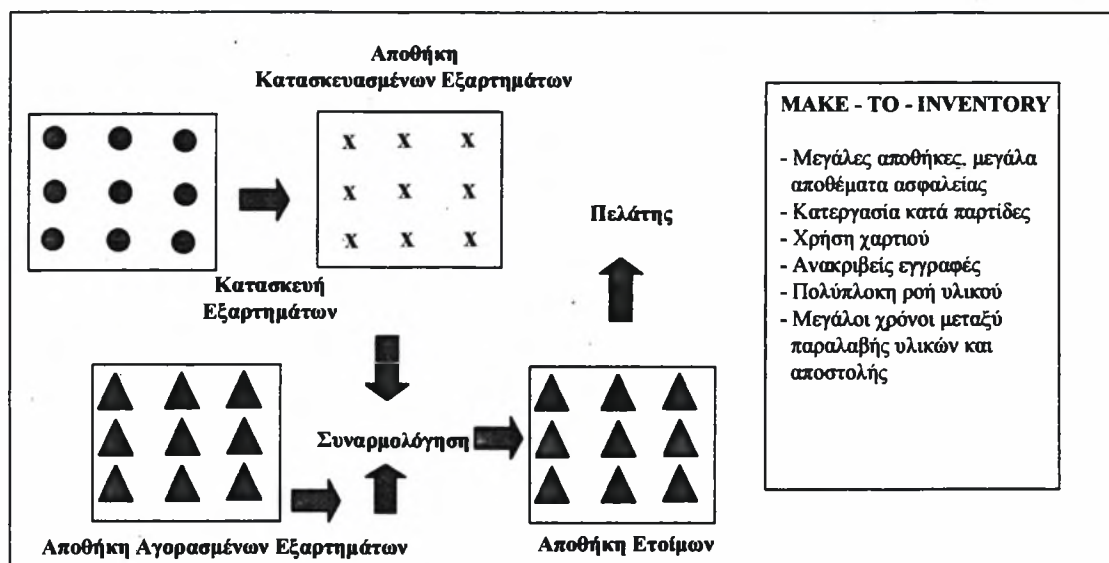 Αποθήκη
Κατασκευασμένων Εξαρτημάτων
x x x
x x x
x x x
Κατασκευή
Εξαρτημάτων
Πελάτης
Συναρμολόγηση
Αποθήκη Αγορασμένων Εξαρτημάτων
Αποθήκη Ετοίμων
MAKE - TO - INVENTORY
- Μεγάλες αποθήκες, μεγάλα
αποθέματα ασφαλείας
- Κατεργασία κατά παρτίδες
- Χρήση χαρτιού
- Ανακριβείς εγγραφές
- Πολύπλοκη ροή υλικού
- Μεγάλοι χρόνοι μεταξύ
παραλαβής υλικών και
αποστολής